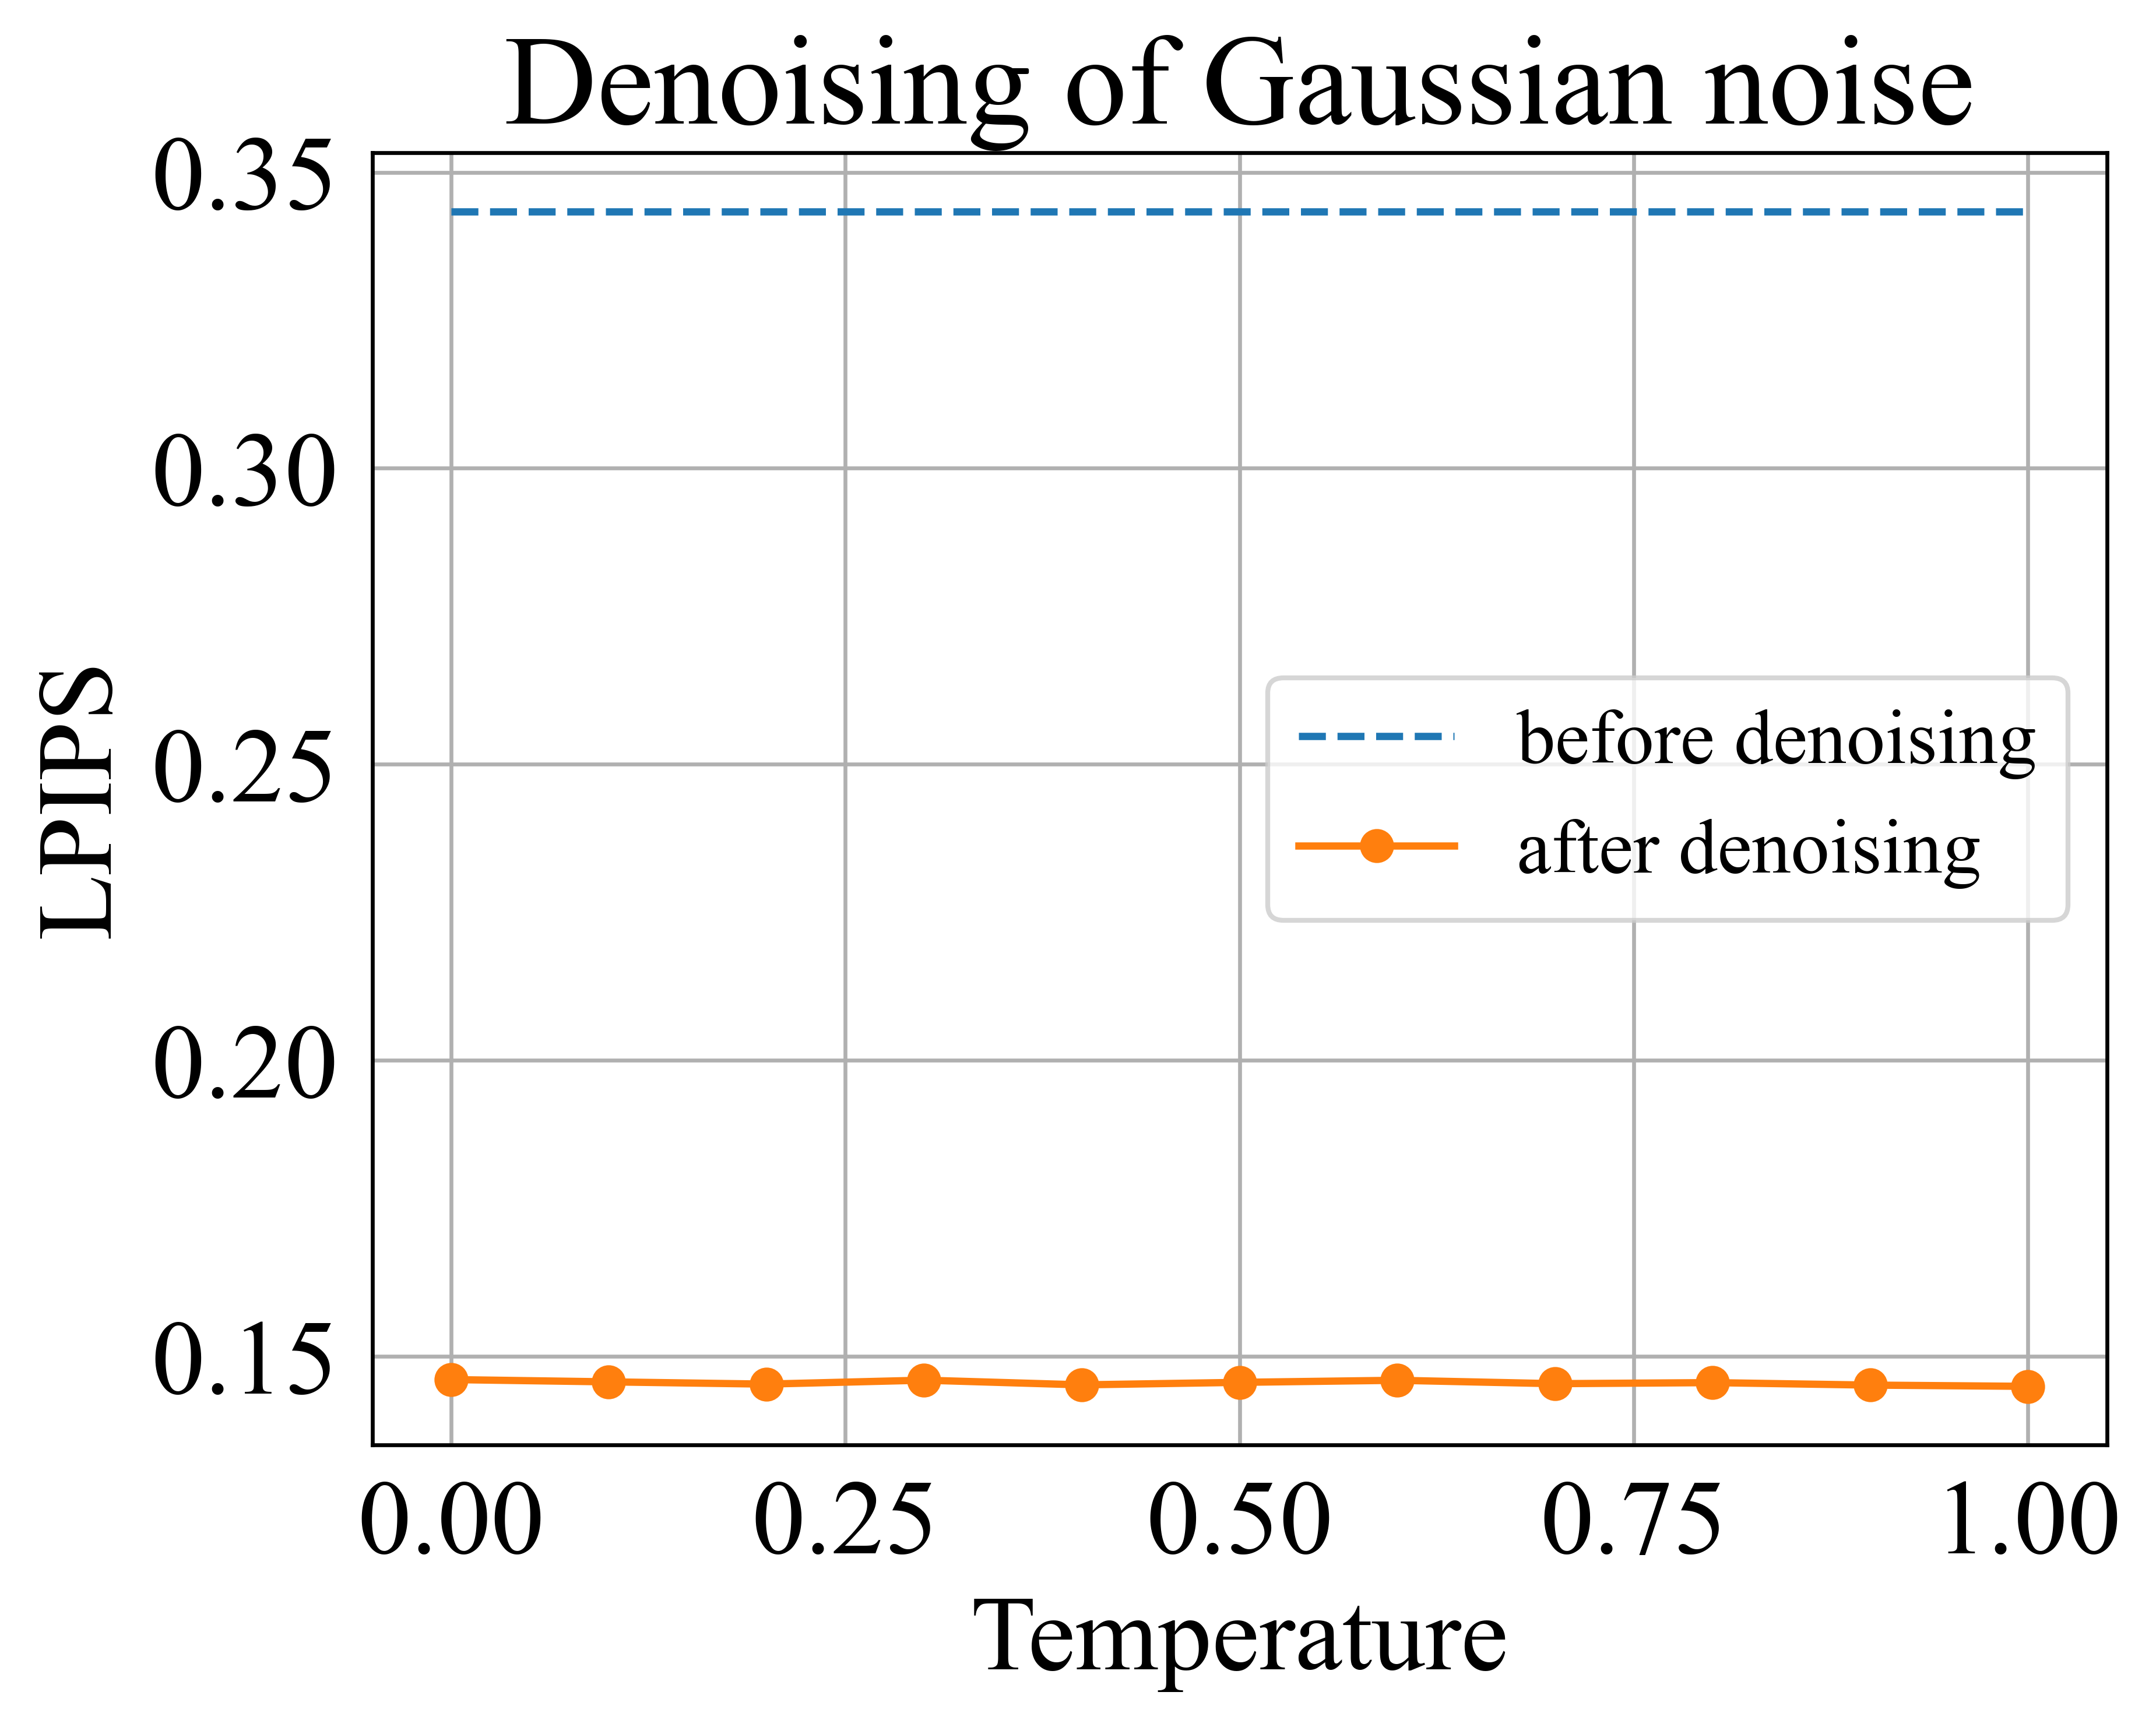 Denoising of Gaussian noise
0.35
0.30
0.25
0.20
0.15
LPIPS
before denoising
after denoising
0.00 0.25 0.50 0.75 1.00
Temperature